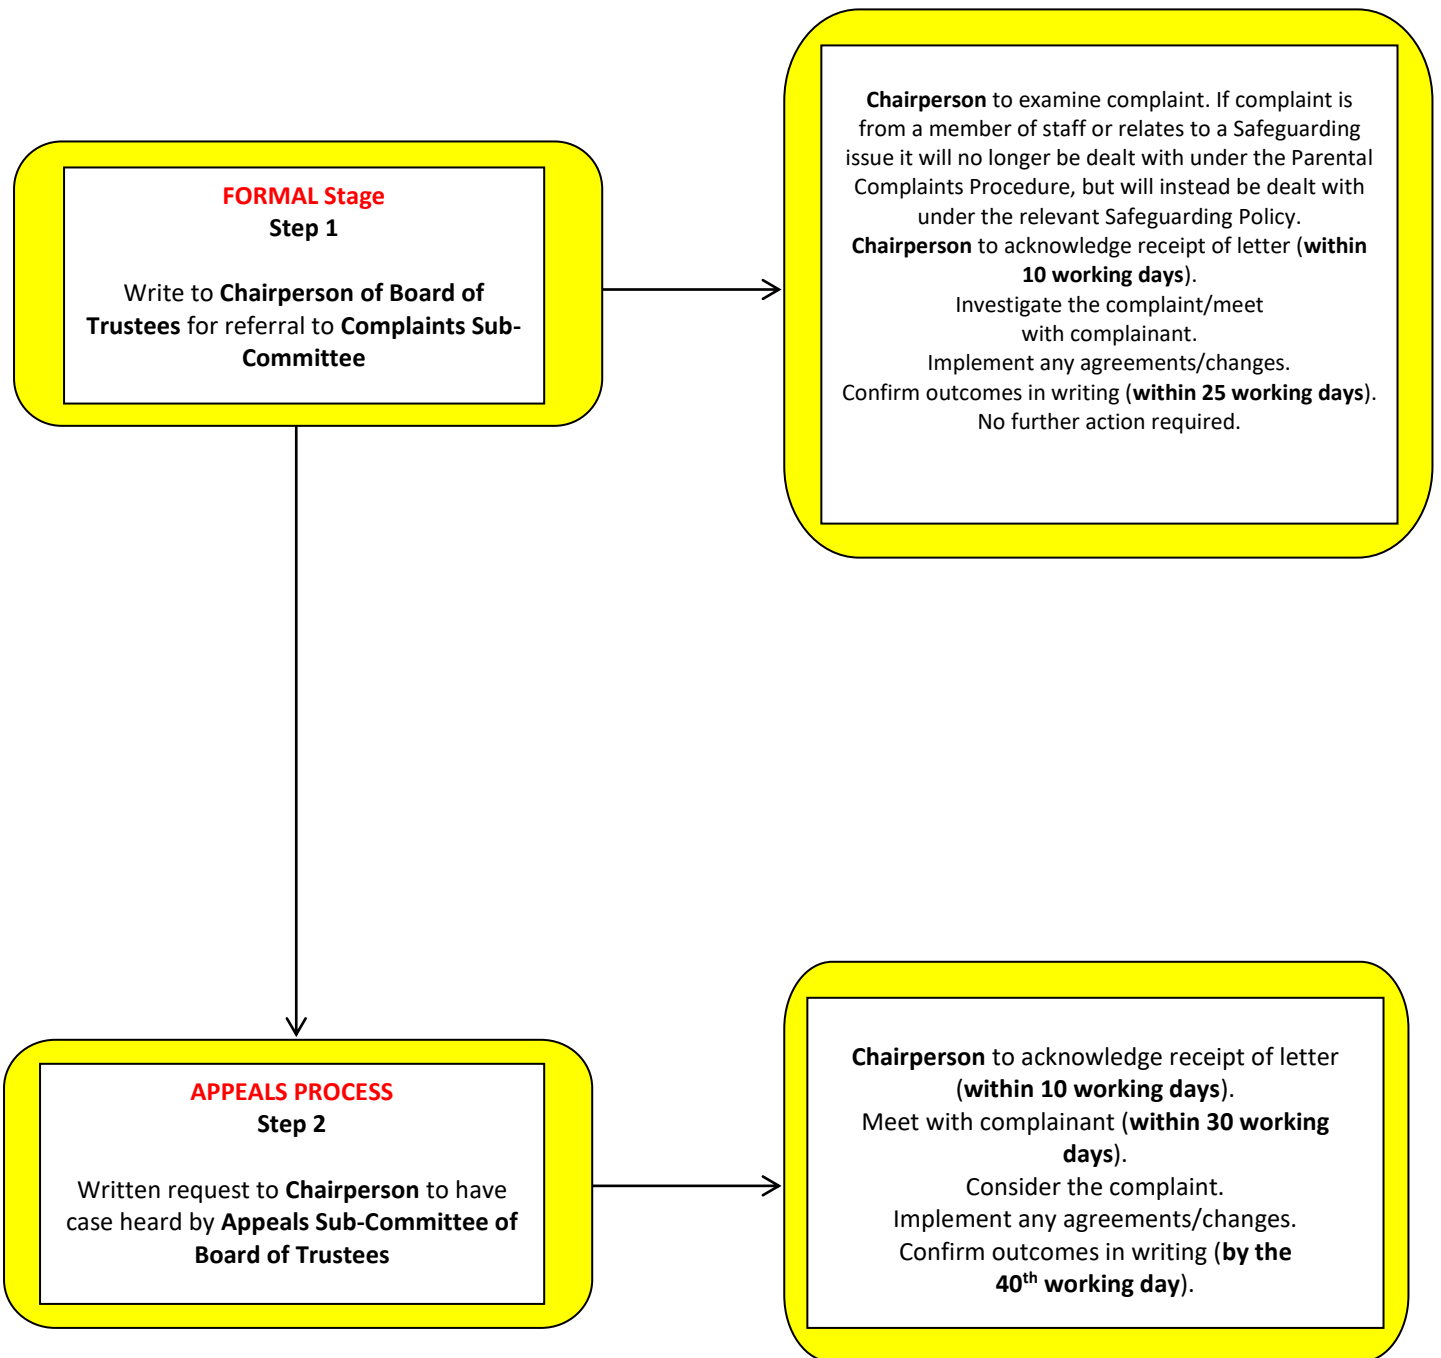 FORMAL Stage
Step 1
Write to Chairperson of Board of
Trustees for referral to Complaints Sub-
Committee
Chairperson to examine complaint. If complaint is
from a member of staff or relates to a Safeguarding
issue it will no longer be dealt with under the Parental
Complaints Procedure, but will instead be dealt with
under the relevant Safeguarding Policy.
Chairperson to acknowledge receipt of letter (within
10 working days).
Investigate the complaint/meet
with complainant.
Implement any agreements/changes.
Confirm outcomes in writing (within 25 working days).
No further action required.
APPEALS PROCESS
Step 2
Written request to Chairperson to have
case heard by Appeals Sub-Committee of
Board of Trustees
Chairperson to acknowledge receipt of letter
(within 10 working days).
Meet with complainant (within 30 working
days).
Consider the complaint.
Implement any agreements/changes.
Confirm outcomes in writing (by the
40th working day).